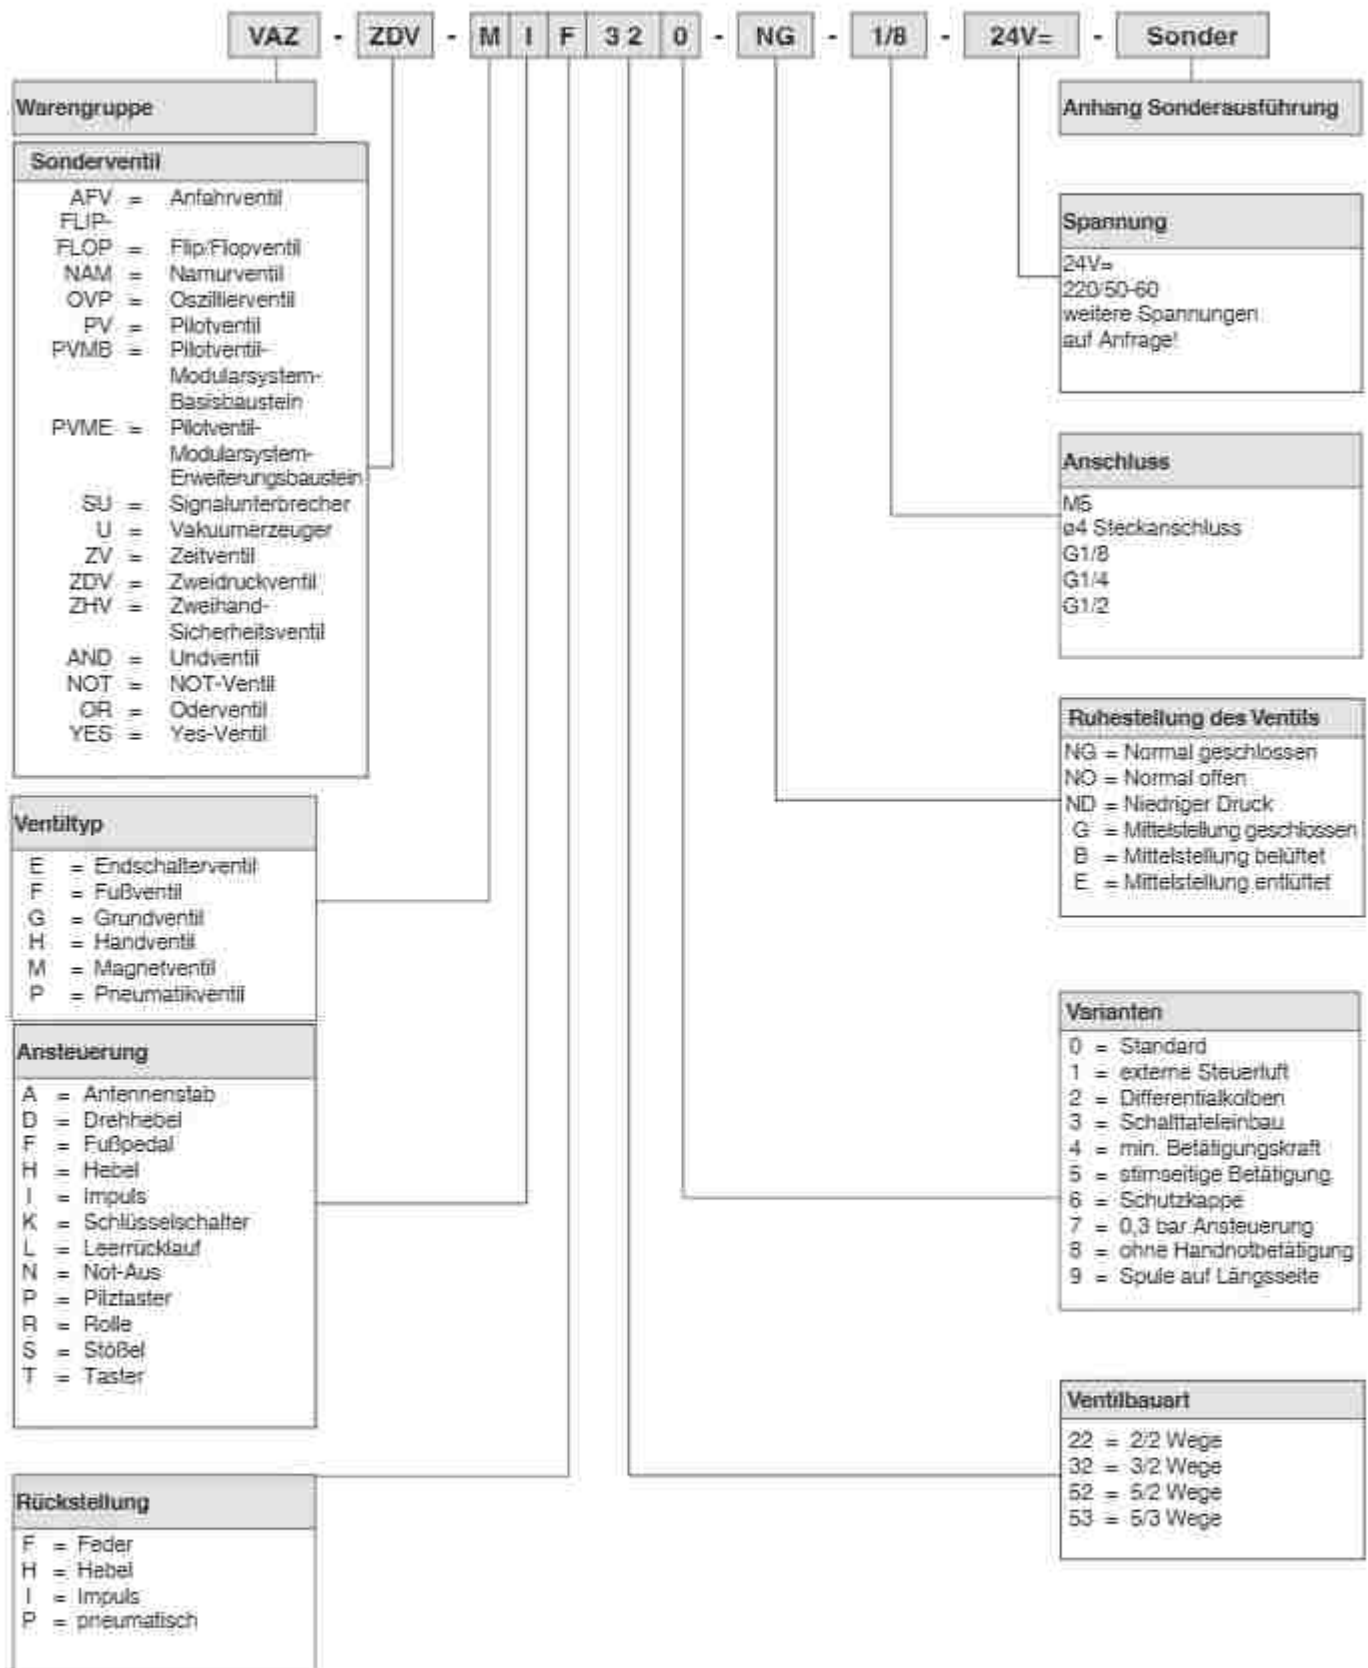 VAZ - ZDV - M I F 32 0 - NG - 1/8 - 24V= - Sonder
Warengruppe
Sonderventil
AFV = Anfahrventil
FLIP-
FLOP = Flip/Flopventil
NAM = Namurventil
OVP = Oszillierventil
PV = Pilotventil
PVMB = Pilotventil-
Modularsystem-
Basisbaustein
PVME = Pilotventil-
Modularsystem-
Erweiterungsbaustein
SU = Signalunterbrecher
U = Vakuumerzeuger
ZV = Zeitventil
ZDV = Zweidruckventil
ZHV = Zweihand-
Sicherheitsventil
AND = Undventil
NOT = NOT-Ventil
OR = Oderventil
YES = Yes-Ventil
Ventiltyp
E = Endschalterventil
F = Fußventil
G = Grundventil
H = Handventil
M = Magnetventil
P = Pneumatikventil
Ansteuerung
A = Antennenstab
D = Drehhebel
F = Fußpedal
H = Hebel
I = Impuls
K = Schlüsselschalter
L = Leerrücklauf
N = Not-Aus
P = Pilztaster
R = Rolle
S = Stößel
T = Taster
Rückstellung
F = Feder
H = Hebel
I = Impuls
P = pneumatisch
Anhang Sonderausführung
Spannung
24V=
220/50-60
weitere Spannungen
auf Anfrage!
Anschluss
M5
ø4 Steckanschluss
G1/8
G1/4
G1/2
Ruhestellung des Ventils
NG = Normal geschlossen
NO = Normal offen
ND = Niedriger Druck
G = Mittelstellung geschlossen
B = Mittelstellung belüftet
E = Mittelstellung entlüftet
Varianten
0 = Standard
1 = externe Steuerluft
2 = Differentialkolben
3 = Schalttafeleinbau
4 = min. Betätigungskraft
5 = stirnseitige Betätigung
6 = Schutzkappe
7 = 0,3 bar Ansteuerung
8 = ohne Handnotbetätigung
9 = Spule auf Längsseite
Ventilbauart
22 = 2/2 Wege
32 = 3/2 Wege
52 = 5/2 Wege
53 = 5/3 Wege